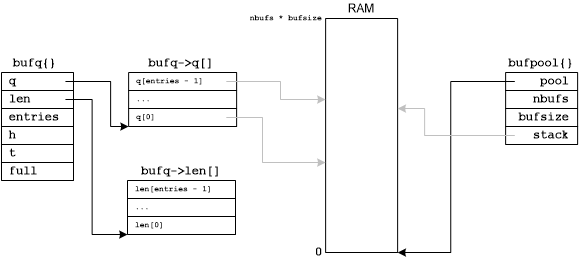 RAM
nbufs * bufsize
bufq{}
q
len
entries
h
t
full
bufq->q[]
q[entries - 1]
...
q[0]
bufq->len[]
len[entries - 1]
...
len[0]
0
bufpool{}
pool
nbufs
bufsize
stack